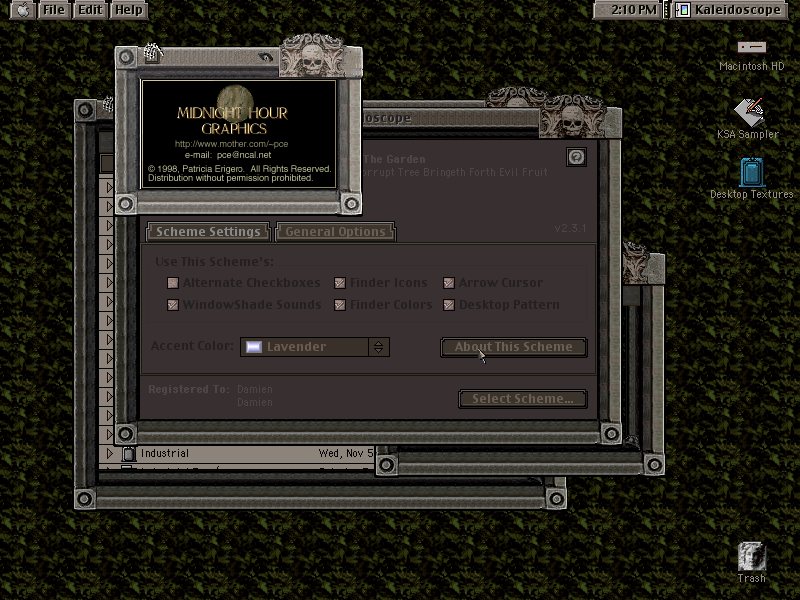 File Edit Help
2:10 PM Kaleidoscope
Macintosh HD
KSA Sampler
Desktop Textures
MIDNIGHT HOUR
GRAPHICS
http://www.mother.com/~pce
e-mail: pce@ncal.net
© 1998, Patricia Erigero. All Rights Reserved.
Distribution without permission prohibited.
The Garden
Tree Bringeth Forth Evil Fruit
v2.3.1
Scheme Settings General Options
Use This Scheme's:
Alternate Checkboxes Finder Icons Arrow Cursor
WindowShade Sounds Finder Colors Desktop Pattern
Accent Color: Lavender About This Scheme
Registered To: Damien
Damien
Select Scheme...
Industrial Wed, Nov 5
Trash